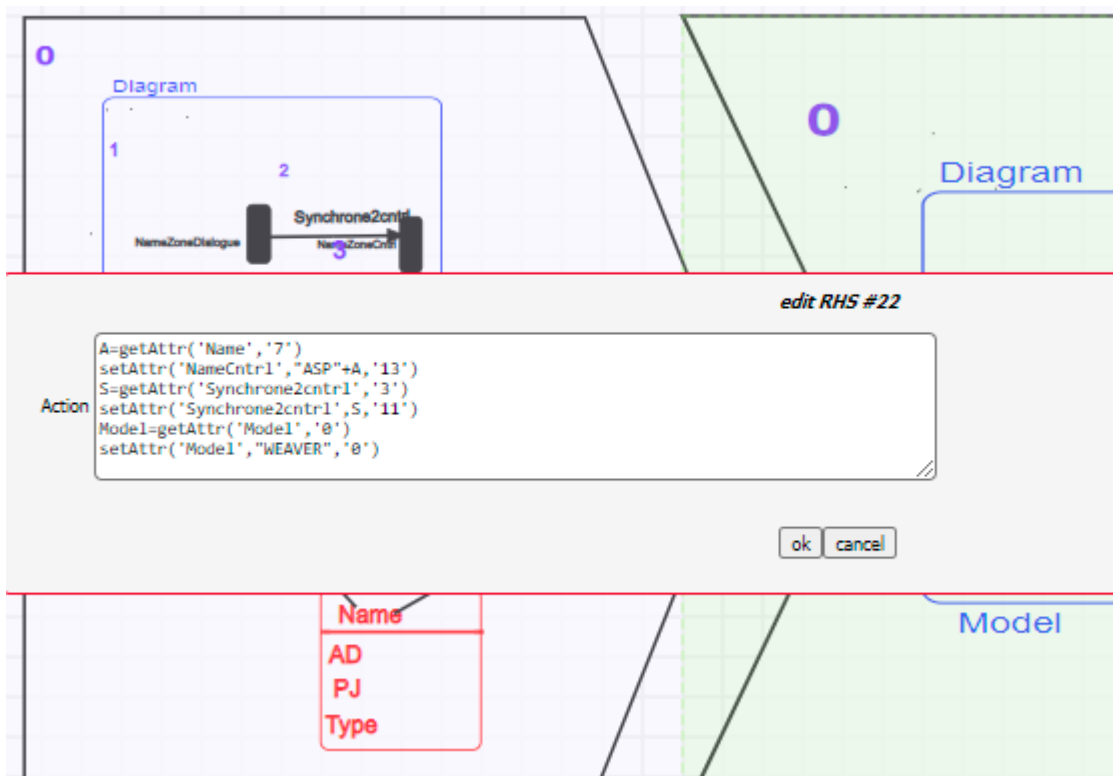 0
Diagram
1
2
Synchrone2cntrl
NameZoneDialogue
NameZoneCntrl
3
0
Diagram
edit RHS #22
Action
A=getAttr('Name','7')
setAttr('NameCntrl',"ASP"+A,'13')
S=getAttr('Synchrone2cntrl','3')
setAttr('Synchrone2cntrl',S,'11')
Model=getAttr('Model','0')
setAttr('Model',"WEAVER",'0')
ok cancel
Name
AD
PJ
Type
Model